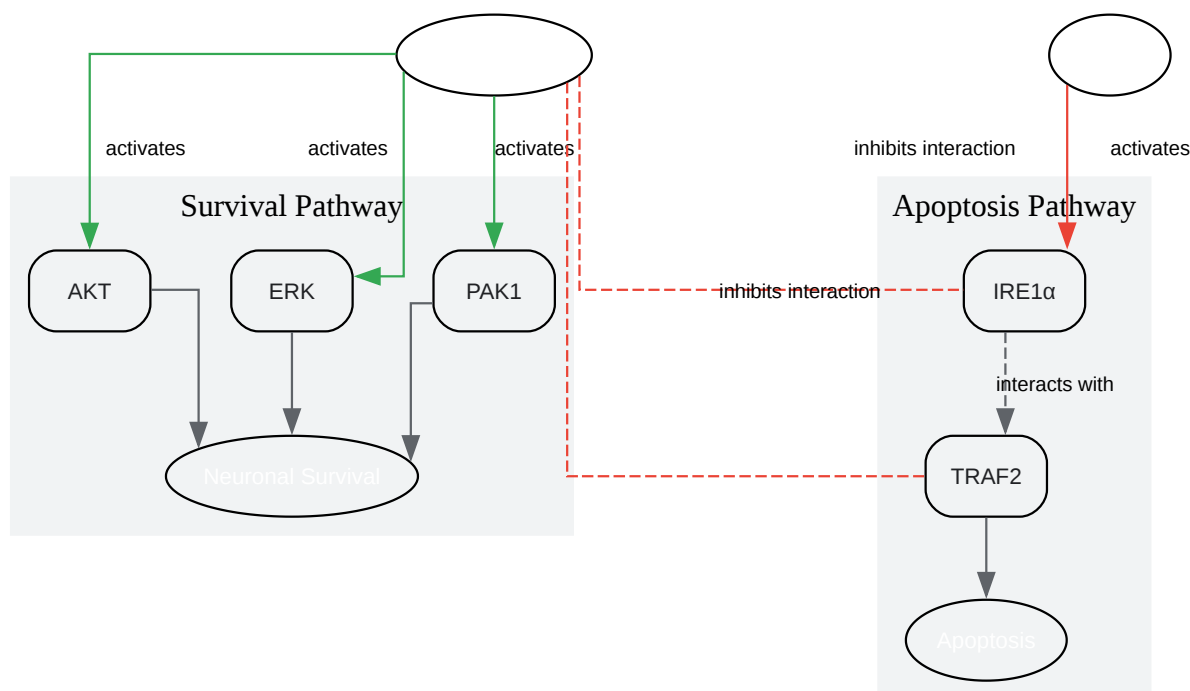 activates
activates
activates
inhibits interaction
activates
Survival Pathway
Apoptosis Pathway
AKT
ERK
PAK1
inhibits interaction
IRE1α
interacts with
Neuronal Survival
TRAF2
Apoptosis